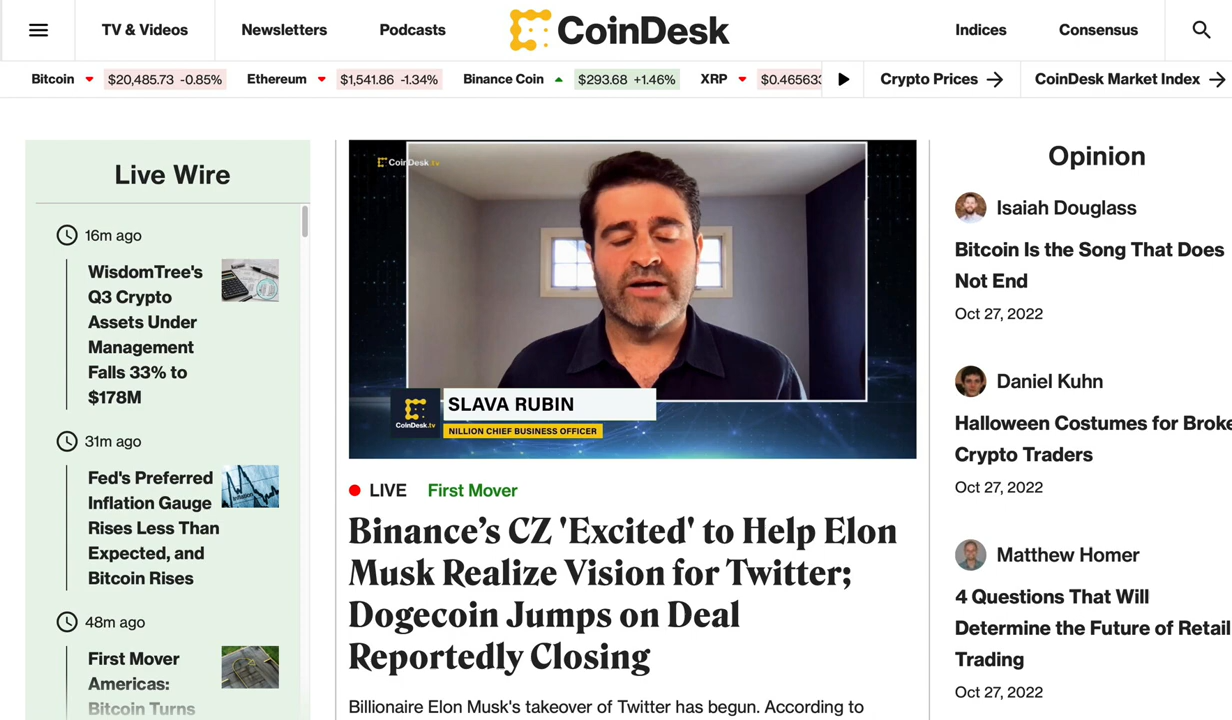 TV & Videos
Newsletters
Podcasts
CoinDesk
Indices
Consensus
Bitcoin $20,485.73 -0.85% Ethereum $1,541.86 -1.34% Binance Coin $293.68 +1.46% XRP $0.465633
Crypto Prices →
CoinDesk Market Index →
Live Wire
16m ago
WisdomTree's
Q3 Crypto
Assets Under
Management
Falls 33% to
$178M
31m ago
Fed's Preferred
Inflation Gauge
Rises Less Than
Expected, and
Bitcoin Rises
48m ago
First Mover
Americas:
Bitcoin Turns
CoinDesk.tv
SLAVA RUBIN
NILLION CHIEF BUSINESS OFFICER
CoinDesk.tv
LIVE First Mover
Binance’s CZ 'Excited' to Help Elon
Musk Realize Vision for Twitter;
Dogecoin Jumps on Deal
Reportedly Closing
Billionaire Elon Musk's takeover of Twitter has begun. According to
Opinion
Isaiah Douglass
Bitcoin Is the Song That Does
Not End
Oct 27, 2022
Daniel Kuhn
Halloween Costumes for Broke
Crypto Traders
Oct 27, 2022
Matthew Homer
4 Questions That Will
Determine the Future of Retail
Trading
Oct 27, 2022